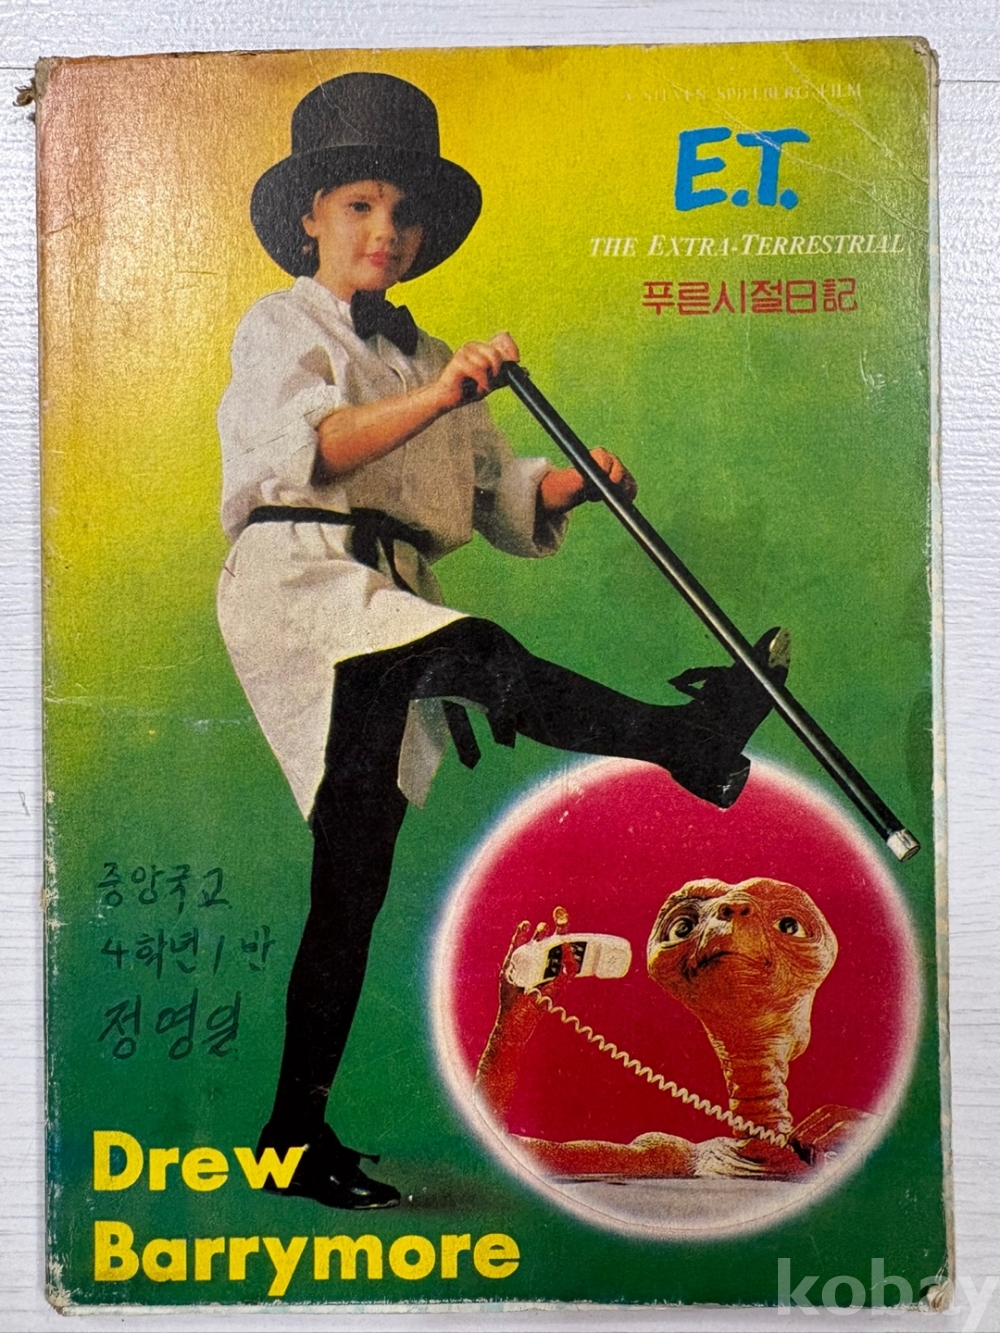 A STEVEN SPIELBERG FILM
E.T.
THE EXTRA-TERRESTRIAL
푸른시절日記
중앙국교
4학년 1 반
정영일
Drew
Barrymore
kobay